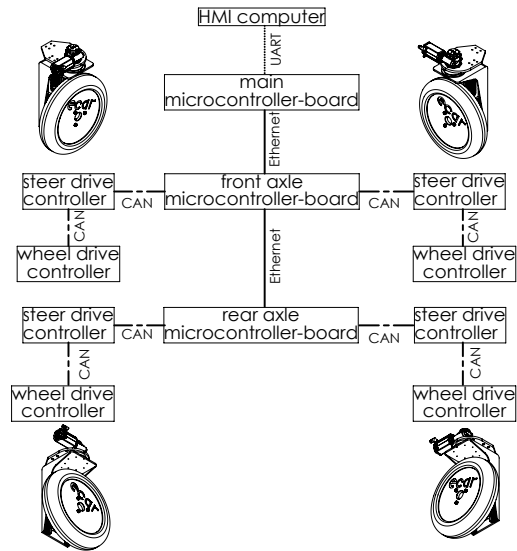 HMI computer
UART
main
microcontroller-board
Ethernet
ecar
steer drive
controller
CAN
front axle
microcontroller-board
CAN
steer drive
controller
CAN
CAN
wheel drive
controller
Ethernet
wheel drive
controller
steer drive
controller
CAN
rear axle
microcontroller-board
CAN
steer drive
controller
CAN
CAN
wheel drive
controller
wheel drive
controller
ecar